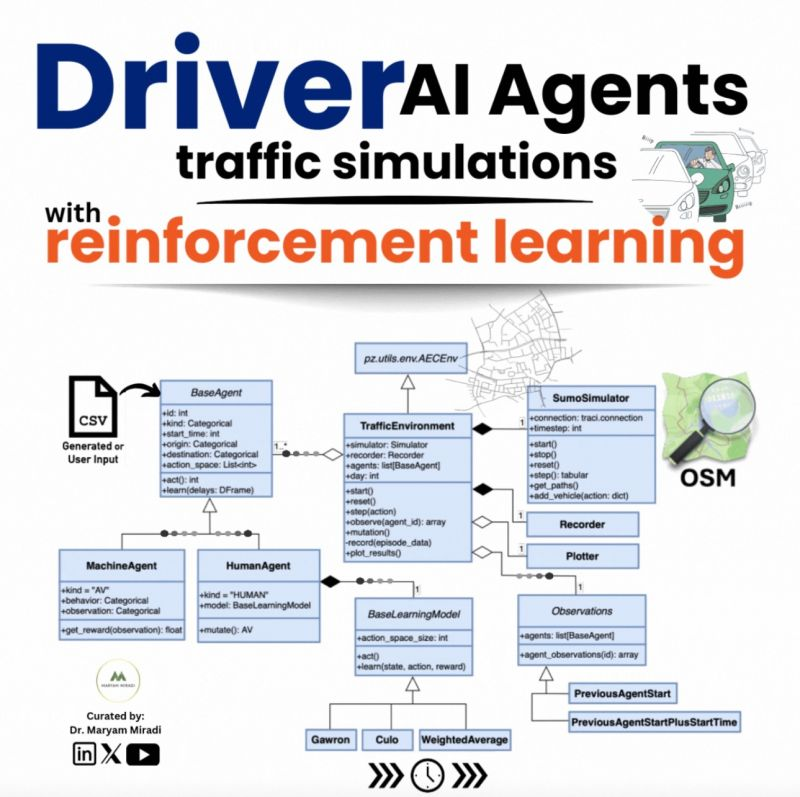 Driver AI Agents
traffic simulations
Biiip
Biiiiip
with
reinforcement learning
pz.utils.env.AECEnv
CSV
Generated or
User Input
BaseAgent
+id: int
+kind: Categorical
+start_time: int
+origin: Categorical
+destination: Categorical
+action_space: List<int>
+act(): int
+learn(delays: DFrame)
1..*
TrafficEnvironment
+simulator: Simulator
+recorder: Recorder
+agents: list[BaseAgent]
+day: int
+start()
+reset()
+step(action)
+observe(agent_id): array
+mutation()
-record(episode_data)
+plot_results()
1
SumoSimulator
+connection: traci.connection
+timestep: int
+start()
+stop()
+reset()
+step(): tabular
+get_paths()
+add_vehicle(action: dict)
OSM
1
Recorder
1
Plotter
MachineAgent
+kind = "AV"
+behavior: Categorical
+observation: Categorical
+get_reward(observation): float
HumanAgent
+kind = "HUMAN"
+model: BaseLearningModel
+mutate(): AV
1
BaseLearningModel
+action_space_size: int
+act()
+learn(state, action, reward)
1
Observations
+agents: list[BaseAgent]
+agent_observations(id): array
PreviousAgentStart
PreviousAgentStartPlusStartTime
Gawron
Culo
WeightedAverage
MARYAM MIRADI
Curated by:
Dr. Maryam Miradi
in X